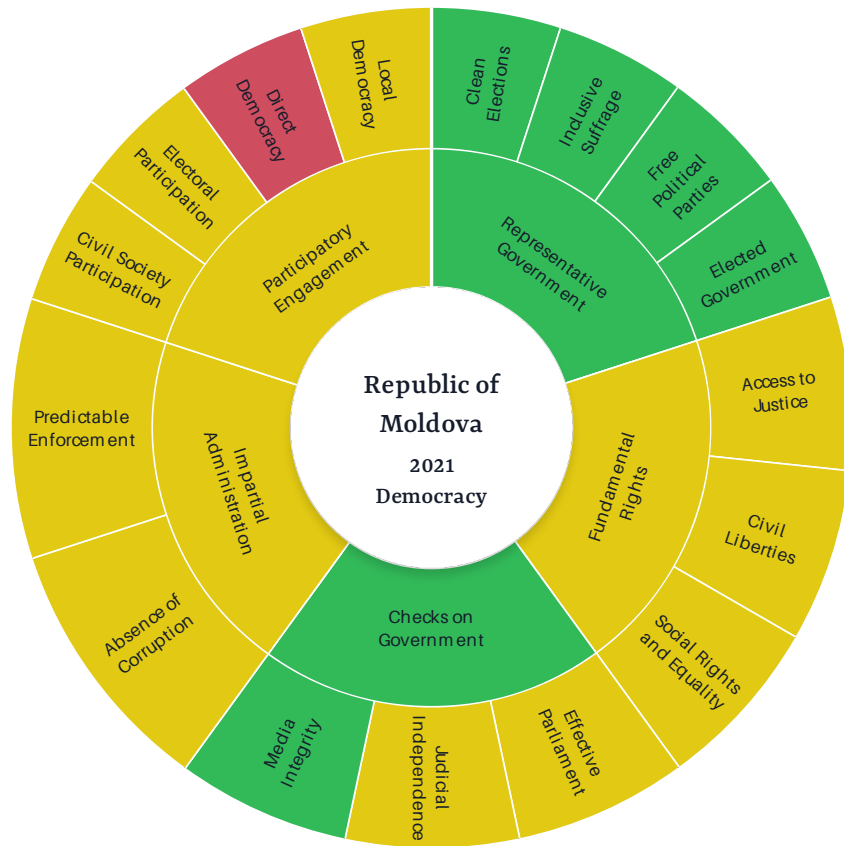 Republic of
Moldova
2021
Democracy
Representative
Government
Clean
Elections
Inclusive
Suffrage
Free
Political
Parties
Elected
Government
Fundamental
Rights
Access to
Justice
Civil
Liberties
Social Rights
and Equality
Checks on
Government
Effective
Parliament
Judicial
Independence
Media
Integrity
Impartial
Administration
Absence of
Corruption
Predictable
Enforcement
Participatory
Engagement
Civil Society
Participation
Electoral
Participation
Direct
Democracy
Local
Democracy